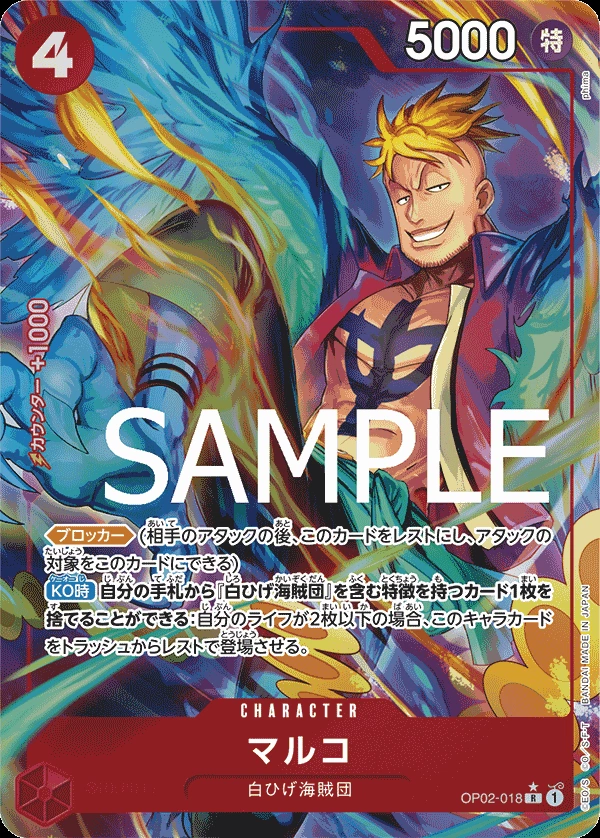 4
5000
特
phima
カウンター +1000
SAMPLE
ブロッカー (相手のアタックの後、このカードをレストにし、アタックの
対象をこのカードにできる)
KO時 自分の手札から『白ひげ海賊団』を含む特徴を持つカード1枚を
捨てることができる:自分のライフが2枚以下の場合、このキャラカード
をトラッシュからレストで登場させる。
CHARACTER
マルコ
白ひげ海賊団
OP02-018 R 1
BANDAI MADE IN JAPAN